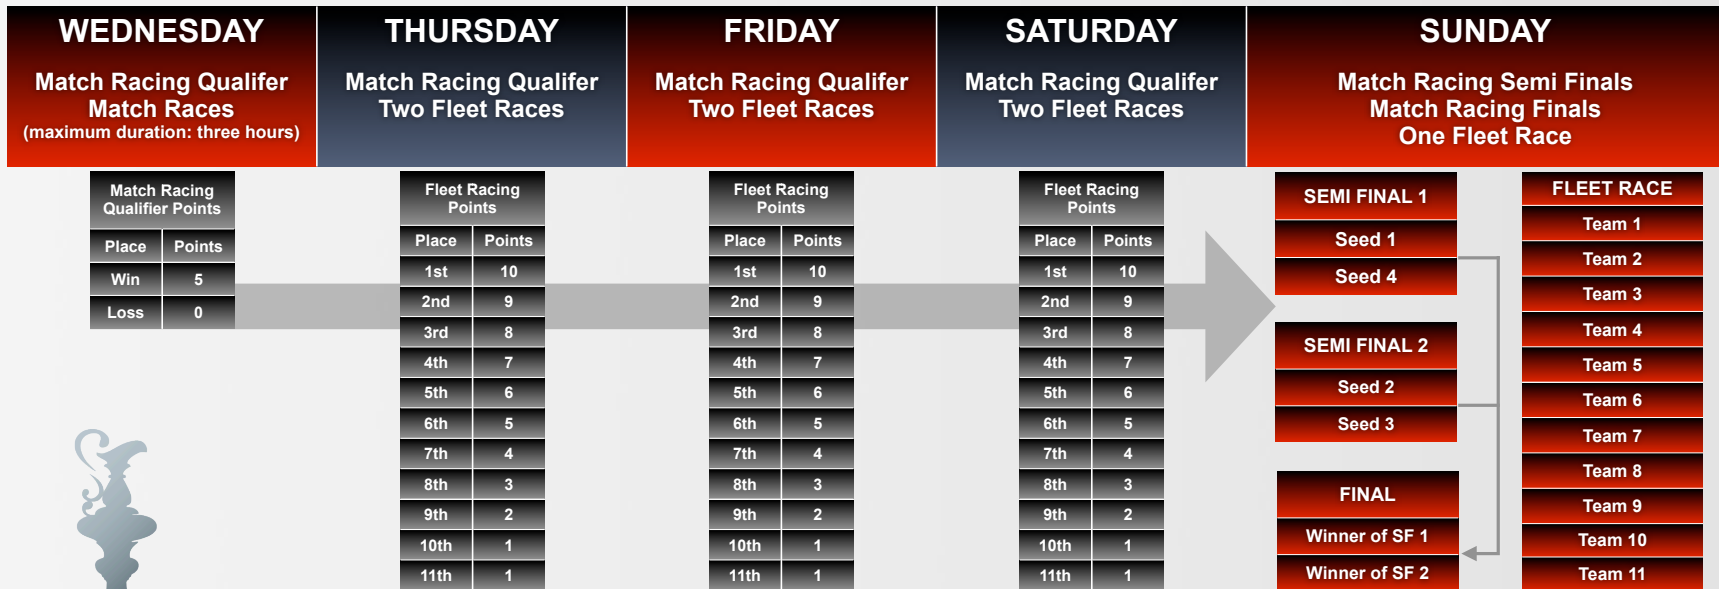 WEDNESDAY
Match Racing Qualifer
Match Races
(maximum duration: three hours)
THURSDAY
Match Racing Qualifer
Two Fleet Races
FRIDAY
Match Racing Qualifer
Two Fleet Races
SATURDAY
Match Racing Qualifer
Two Fleet Races
SUNDAY
Match Racing Semi Finals
Match Racing Finals
One Fleet Race
Match Racing
Qualifier Points
Place Points
Win 5
Loss 0
Fleet Racing
Points
Place Points
1st 10
2nd 9
3rd 8
4th 7
5th 6
6th 5
7th 4
8th 3
9th 2
10th 1
11th 1
Fleet Racing
Points
Place Points
1st 10
2nd 9
3rd 8
4th 7
5th 6
6th 5
7th 4
8th 3
9th 2
10th 1
11th 1
Fleet Racing
Points
Place Points
1st 10
2nd 9
3rd 8
4th 7
5th 6
6th 5
7th 4
8th 3
9th 2
10th 1
11th 1
SEMI FINAL 1
Seed 1
Seed 4
SEMI FINAL 2
Seed 2
Seed 3
FINAL
Winner of SF 1
Winner of SF 2
FLEET RACE
Team 1
Team 2
Team 3
Team 4
Team 5
Team 6
Team 7
Team 8
Team 9
Team 10
Team 11